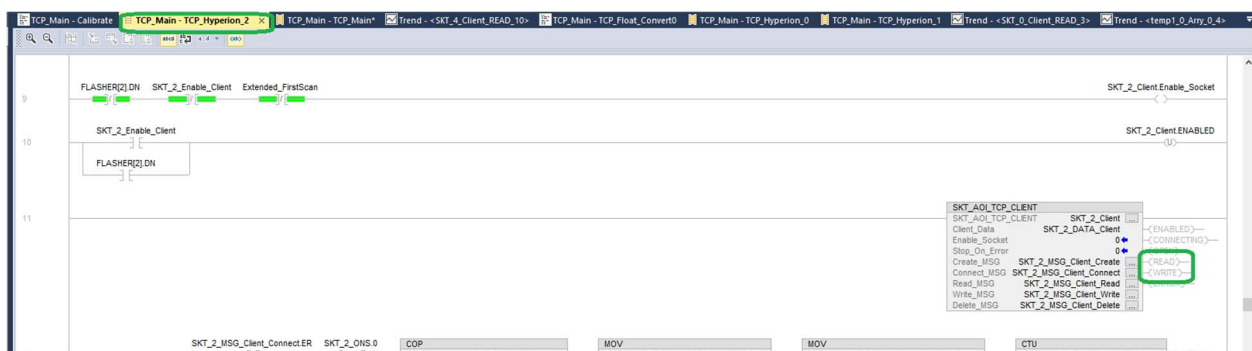 TCP_Main - Calibrate TCP_Main - TCP_Hyperion_2 × TCP_Main - TCP_Main* Trend - <SKT_4_Client_READ_10> TCP_Main - TCP_Float_Convert0 TCP_Main - TCP_Hyperion_0 TCP_Main - TCP_Hyperion_1 Trend - <SKT_0_Client_READ_3> Trend - <temp1_0_Arry_0_4>
FLASHER[2].DN SKT_2_Enable_Client Extended_FirstScan SKT_2_Client.Enable_Socket
9
SKT_2_Enable_Client SKT_2_Client.ENABLED
10 U
FLASHER[2].DN
SKT_AOI_TCP_CLIENT
11 SKT_AOI_TCP_CLIENT SKT_2_Client ...
Client_Data SKT_2_DATA_Client (ENABLED)
Enable_Socket 0 (CONNECTING)
Stop_On_Error 0
Create_MSG SKT_2_MSG_Client_Create ... (READ)
Connect_MSG SKT_2_MSG_Client_Connect ... (WRITE)
Read_MSG SKT_2_MSG_Client_Read ...
Write_MSG SKT_2_MSG_Client_Write ...
Delete_MSG SKT_2_MSG_Client_Delete ...
SKT_2_MSG_Client_Connect.ER SKT_2_ONS.0 COP MOV MOV CTU